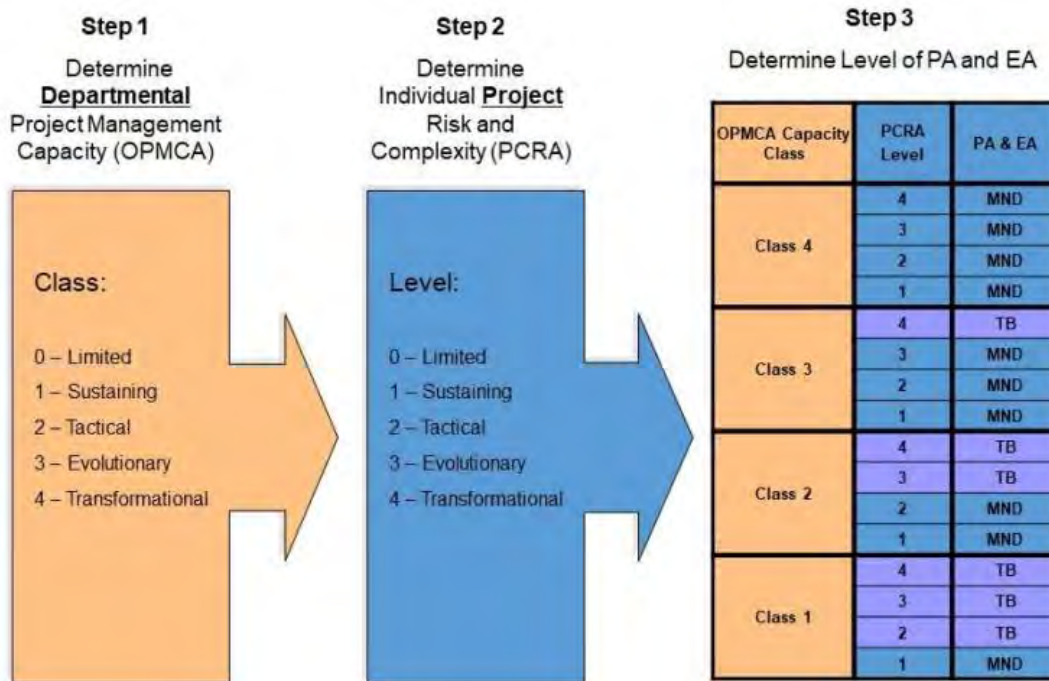 Step 1
Determine
Departmental
Project Management
Capacity (OPMCA)
Class:
0 – Limited
1 – Sustaining
2 – Tactical
3 – Evolutionary
4 – Transformational
Step 2
Determine
Individual Project
Risk and
Complexity (PCRA)
Level:
0 – Limited
1 – Sustaining
2 – Tactical
3 – Evolutionary
4 – Transformational
Step 3
Determine Level of PA and EA
OPMCA Capacity
Class
PCRA
Level
PA & EA
Class 4
4 MND
3 MND
2 MND
1 MND
Class 3
4 TB
3 MND
2 MND
1 MND
Class 2
4 TB
3 TB
2 MND
1 MND
Class 1
4 TB
3 TB
2 TB
1 MND